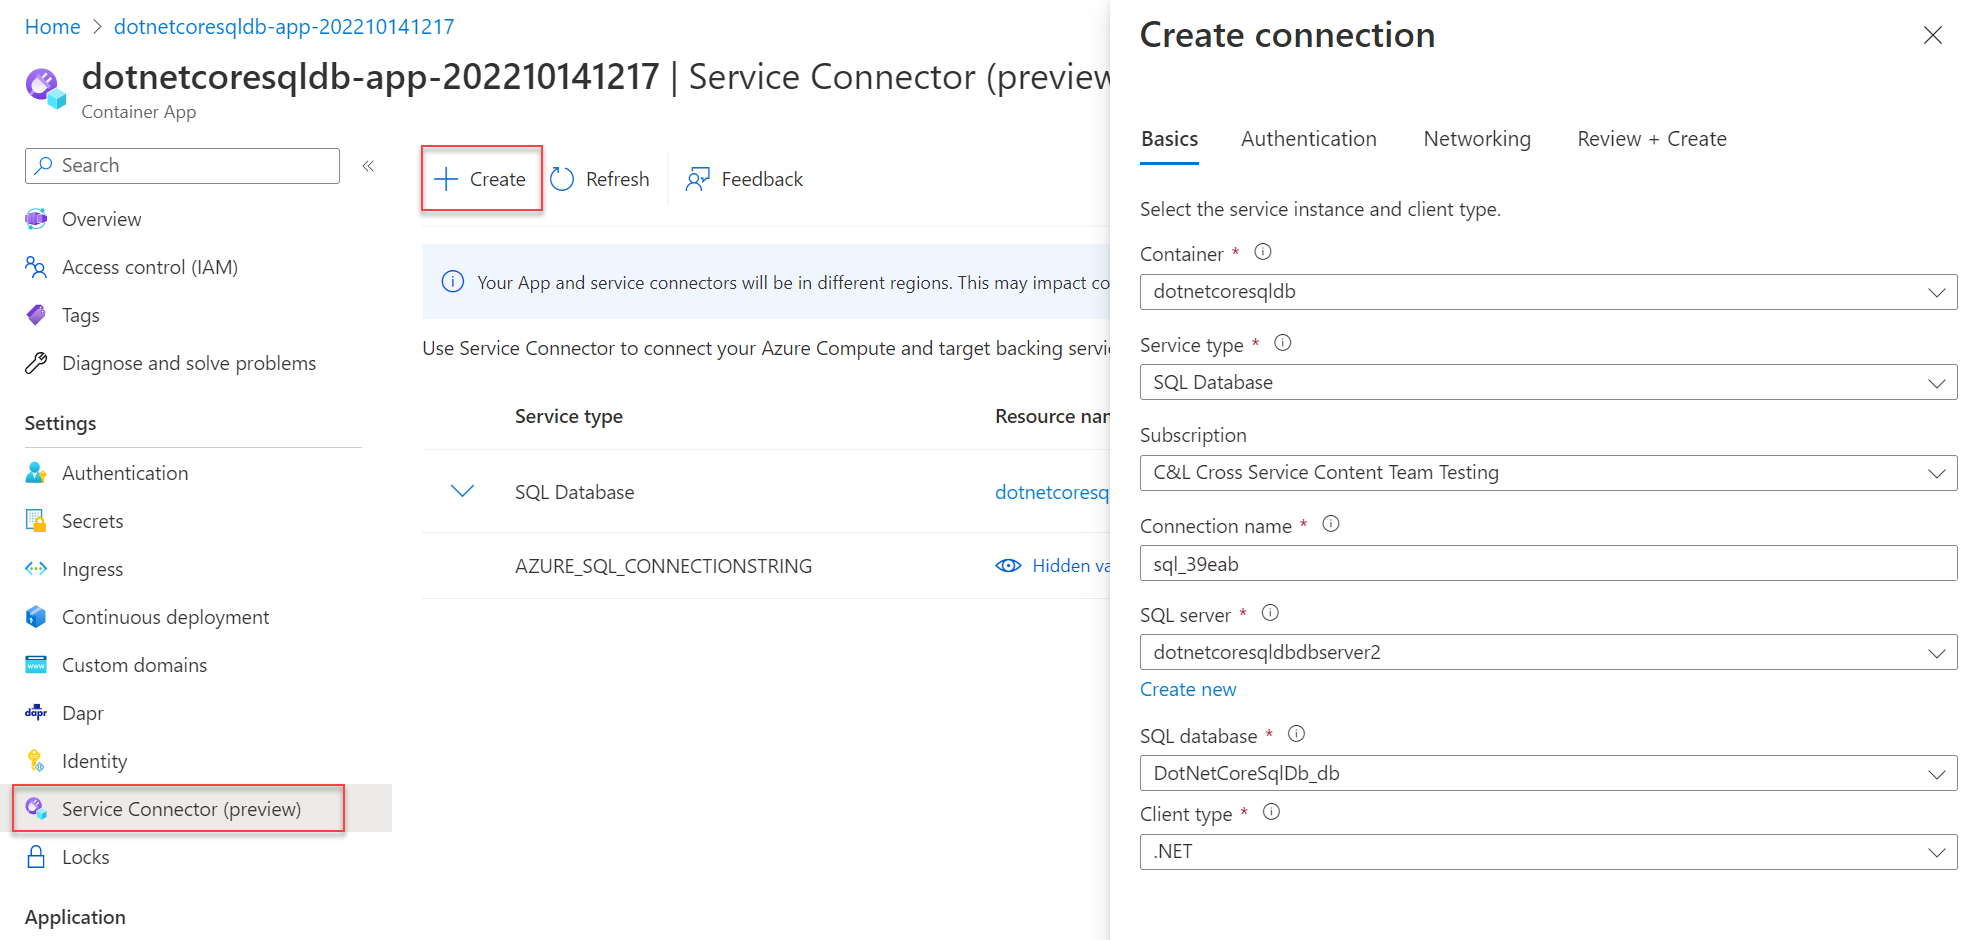 Home > dotnetcoresqldb-app-202210141217
dotnetcoresqldb-app-202210141217 | Service Connector (preview
Container App
Search
«
Overview
Access control (IAM)
Tags
Diagnose and solve problems
Settings
Authentication
Secrets
Ingress
Continuous deployment
Custom domains
dapr Dapr
Identity
Service Connector (preview)
Locks
Application
Create Refresh Feedback
Your App and service connectors will be in different regions. This may impact co
Use Service Connector to connect your Azure Compute and target backing servic
Service type Resource nam
SQL Database dotnetcoresq
AZURE_SQL_CONNECTIONSTRING Hidden va
Create connection
Basics Authentication Networking Review + Create
Select the service instance and client type.
Container *
dotnetcoresqldb
Service type *
SQL Database
Subscription
C&L Cross Service Content Team Testing
Connection name *
sql_39eab
SQL server *
dotnetcoresqldbdbserver2
Create new
SQL database *
DotNetCoreSqlDb_db
Client type *
.NET